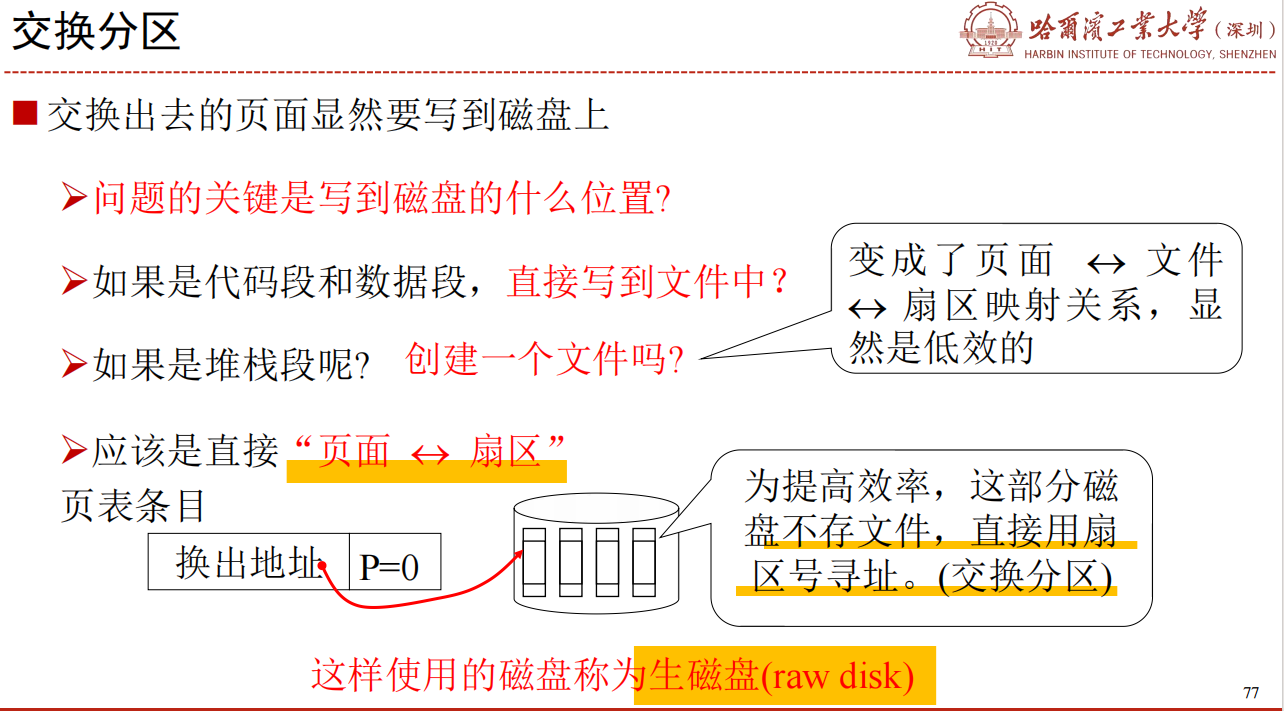 交换分区
哈尔滨工业大学（深圳）
HARBIN INSTITUTE OF TECHNOLOGY, SHENZHEN
1920
HIT
■交换出去的页面显然要写到磁盘上
➢问题的关键是写到磁盘的什么位置?
➢如果是代码段和数据段，直接写到文件中？
➢如果是堆栈段呢? 创建一个文件吗?
变成了页面 ↔ 文件
↔ 扇区映射关系，显
然是低效的
➢应该是直接“页面 ↔ 扇区”
页表条目
换出地址 P=0
为提高效率，这部分磁
盘不存文件，直接用扇
区号寻址。(交换分区)
这样使用的磁盘称为生磁盘(raw disk)
77